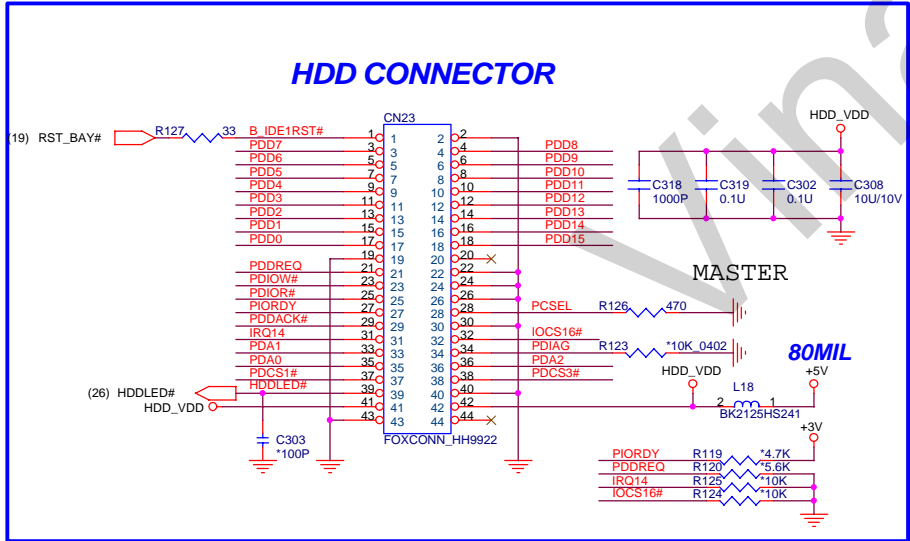 HDD CONNECTOR
CN23
HDD_VDD
(19) RST_BAY# R127 33 B_IDE1RST# 1 1 2 2
PDD7 3 3 4 4 PDD8
PDD6 5 5 6 6 PDD9
PDD5 7 7 8 8 PDD10
PDD4 9 9 10 10 PDD11
PDD3 11 11 12 12 PDD12
PDD2 13 13 14 14 PDD13
PDD1 15 15 16 16 PDD14
PDD0 17 17 18 18 PDD15
C318 C319 C302 C308
1000P 0.1U 0.1U 10U/10V
19 19 20 20
PDDREQ 21 21 22 22
MASTER
PDIOW# 23 23 24 24
PDIOR# 25 25 26 26
PIORDY 27 27 28 28 PCSEL R126 470
PDDACK# 29 29 30 30
IRQ14 31 31 32 32 IOCS16#
PDA1 33 33 34 34 PDIAG R123 *10K_0402
PDA0 35 35 36 36 PDA2
80MIL
PDCS1# 37 37 38 38 PDCS3#
(26) HDDLED# HDDLED# 39 39 40 40
HDD_VDD +5V
HDD_VDD 41 41 42 42 2 L18 1
BK2125HS241
43 43 44 44
FOXCONN_HH9922
C303
*100P
+3V
PIORDY R119 *4.7K
PDDREQ R120 *5.6K
IRQ14 R125 *10K
IOCS16# R124 *10K